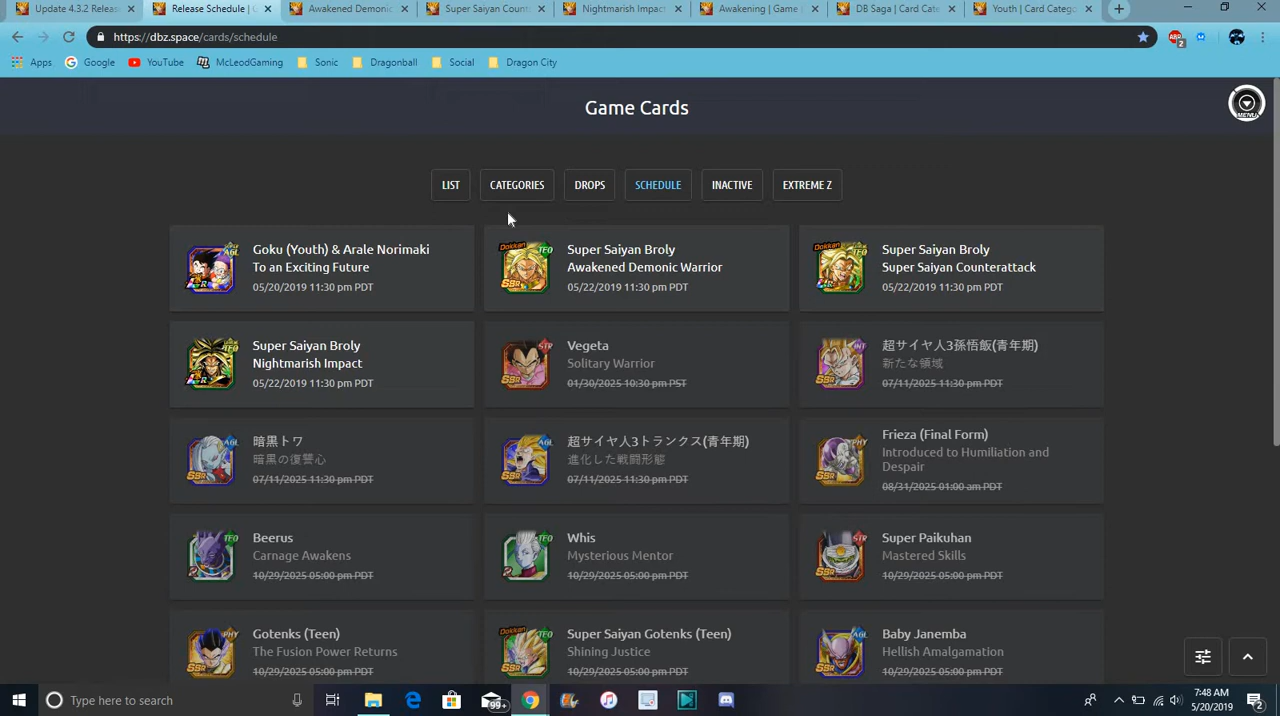 Update 4.3.2 Releas
Release Schedule | G
Awakened Demonic
Super Saiyan Count
Nightmarish Impact
Awakening | Game
DB Saga | Card Cate
Youth | Card Catego
https://dbz.space/cards/schedule
Apps
Google
YouTube
McLeodGaming
Sonic
Dragonball
Social
Dragon City
Game Cards
MENU
LIST
CATEGORIES
DROPS
SCHEDULE
INACTIVE
EXTREME Z
Goku (Youth) & Arale Norimaki
To an Exciting Future
05/20/2019 11:30 pm PDT
Super Saiyan Broly
Awakened Demonic Warrior
05/22/2019 11:30 pm PDT
Super Saiyan Broly
Super Saiyan Counterattack
05/22/2019 11:30 pm PDT
Super Saiyan Broly
Nightmarish Impact
05/22/2019 11:30 pm PDT
Vegeta
Solitary Warrior
01/30/2025 10:30 pm PST
超サイヤ人3孫悟飯(青年期)
新たな領域
07/11/2025 11:30 pm PDT
暗黒トワ
暗黒の復讐心
07/11/2025 11:30 pm PDT
超サイヤ人3トランクス(青年期)
進化した戦闘形態
07/11/2025 11:30 pm PDT
Frieza (Final Form)
Introduced to Humiliation and
Despair
08/31/2025 01:00 am PDT
Beerus
Carnage Awakens
10/29/2025 05:00 pm PDT
Whis
Mysterious Mentor
10/29/2025 05:00 pm PDT
Super Paikuhan
Mastered Skills
10/29/2025 05:00 pm PDT
Gotenks (Teen)
The Fusion Power Returns
10/29/2025 05:00 pm PDT
Super Saiyan Gotenks (Teen)
Shining Justice
10/29/2025 05:00 pm PDT
Baby Janemba
Hellish Amalgamation
10/29/2025 05:00 pm PDT
Type here to search
99+
7:48 AM
5/20/2019
2